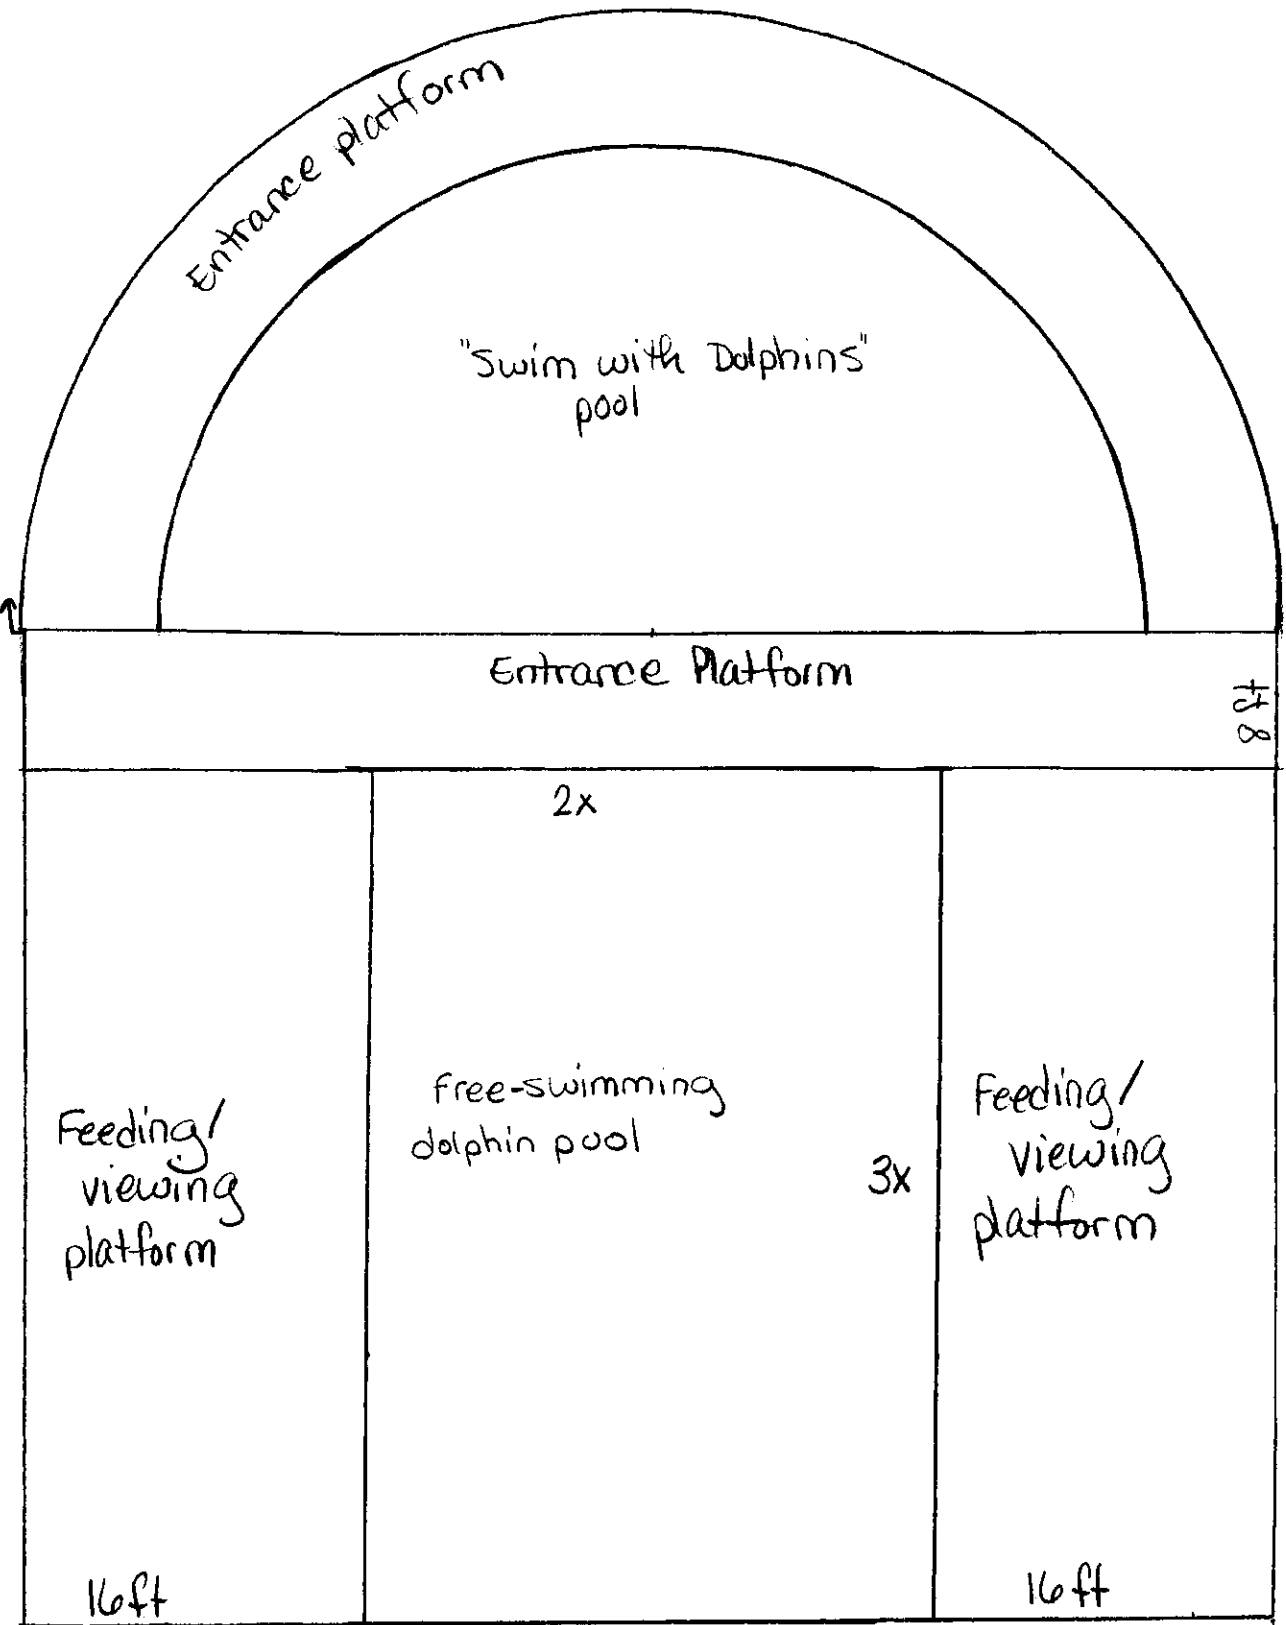 Entrance platform
"Swim with Dolphins"
pool
Entrance Platform
8ft
2x
Feeding/
viewing
platform
free-swimming
dolphin pool
3x
Feeding/
viewing
platform
16ft
16ft